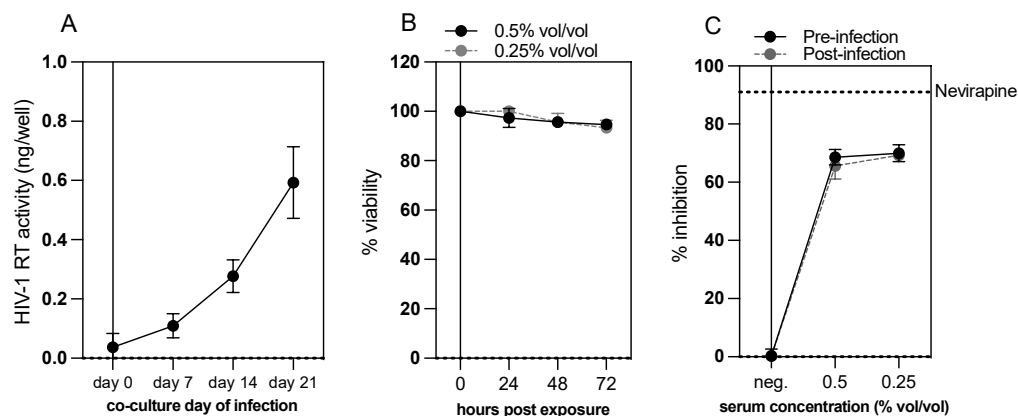 A
HIV-1 RT activity (ng/well)
1.0
0.8
0.6
0.4
0.2
0.0
day 0 day 7 day 14 day 21
co-culture day of infection
B
0.5% vol/vol
0.25% vol/vol
% viability
120
100
80
60
40
20
0
0 24 48 72
hours post exposure
C
Pre-infection
Post-infection
% inhibition
100
80
60
40
20
0
Nevirapine
neg. 0.5 0.25
serum concentration (% vol/vol)